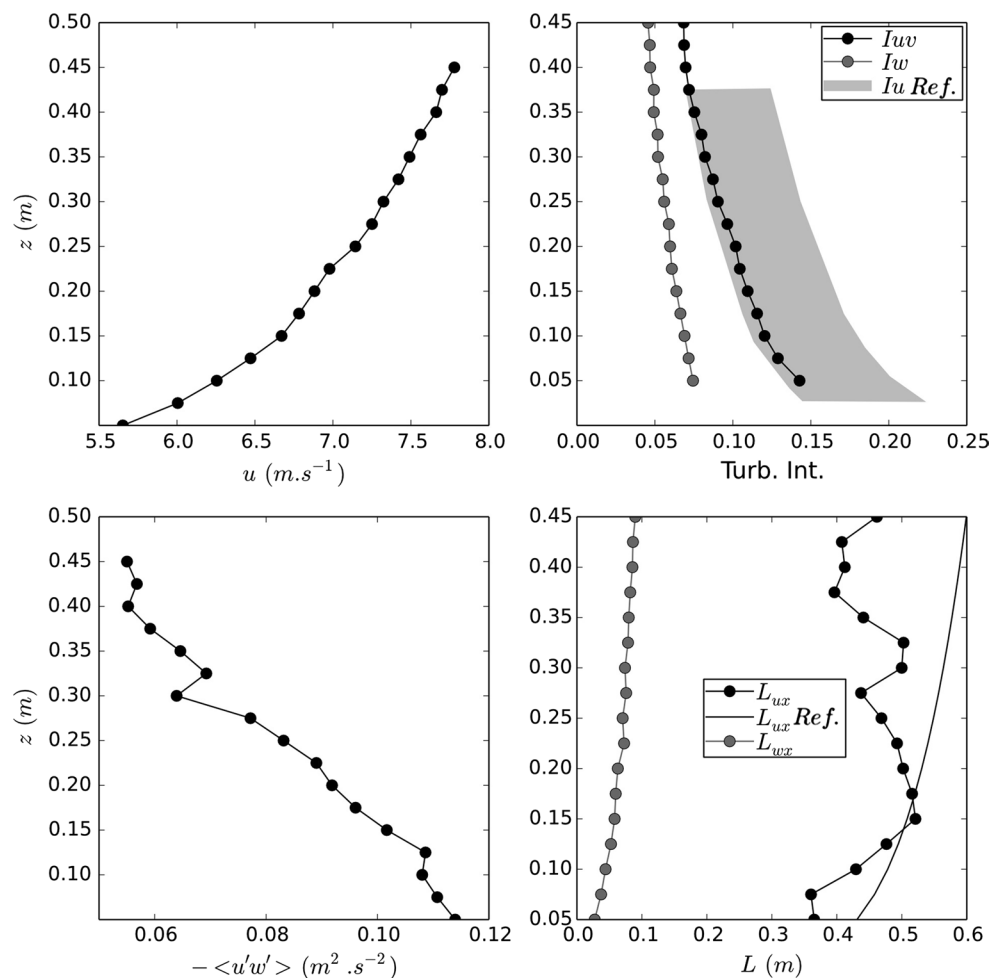 0.50
0.45
0.40
0.35
0.30
0.25
0.20
0.15
0.10
z (m)
5.5 6.0 6.5 7.0 7.5 8.0
u (m.s⁻¹)
0.45
0.40
0.35
0.30
0.25
0.20
0.15
0.10
0.05
Iuv
Iw
Iu Ref.
0.00 0.05 0.10 0.15 0.20 0.25
Turb. Int.
0.50
0.45
0.40
0.35
0.30
0.25
0.20
0.15
0.10
z (m)
0.06 0.08 0.10 0.12
− <u'w'> (m² .s⁻²)
0.45
0.40
0.35
0.30
0.25
0.20
0.15
0.10
0.05
L_ux
L_ux Ref.
L_wx
0.0 0.1 0.2 0.3 0.4 0.5 0.6
L (m)